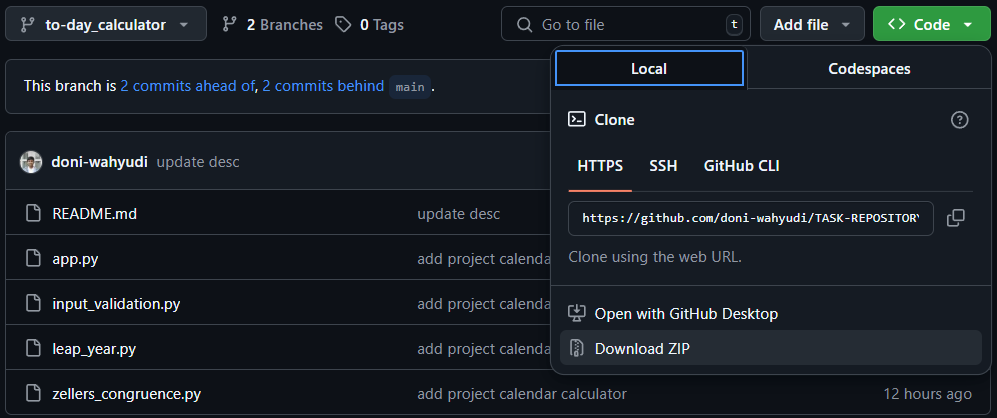 to-day_calculator 2 Branches 0 Tags Go to file t Add file Code
Local Codespaces
This branch is 2 commits ahead of, 2 commits behind main .
Clone
HTTPS SSH GitHub CLI
doni-wahyudi update desc
README.md update desc
https://github.com/doni-wahyudi/TASK-REPOSITORY
app.py add project calenda
Clone using the web URL.
input_validation.py add project calenda
Open with GitHub Desktop
leap_year.py add project calenda
Download ZIP
zellers_congruence.py add project calendar calculator 12 hours ago